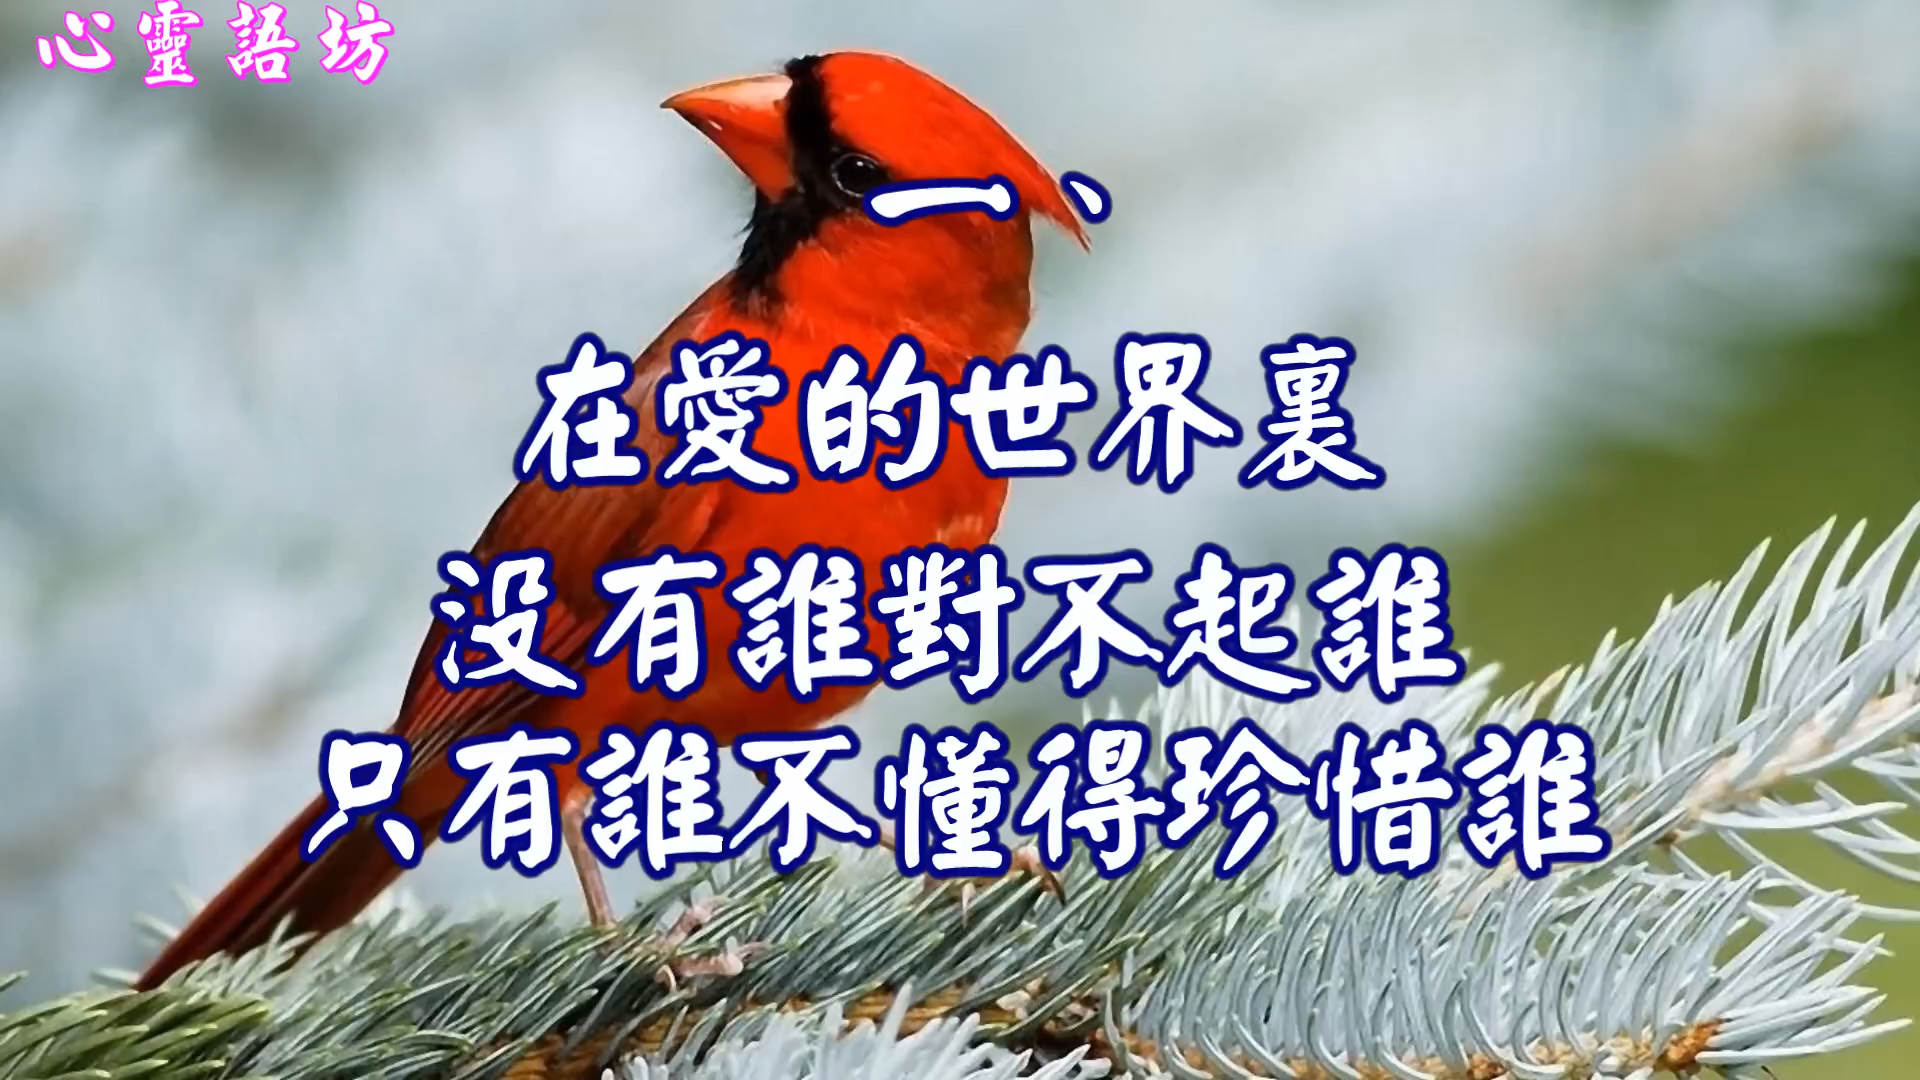 心靈語坊
一、
在愛的世界裏
没有誰對不起誰
只有誰不懂得珍惜誰